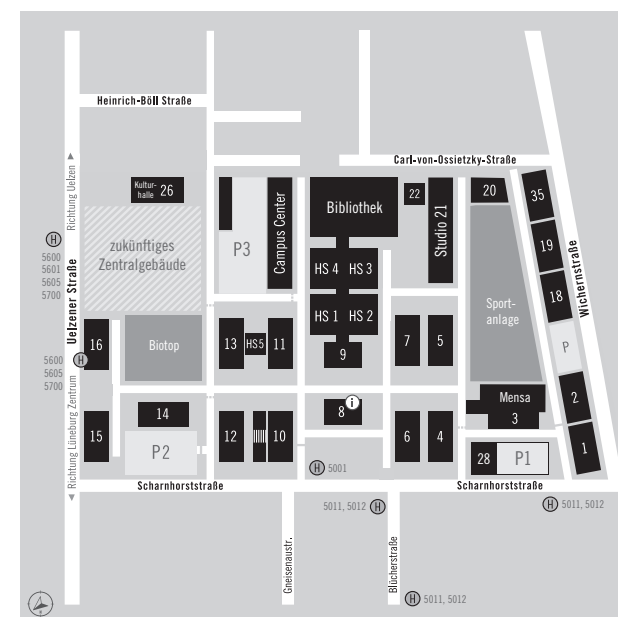 Heinrich-Böll Straße
Carl-von-Ossietzky-Straße
Richtung Uelzen
Uelzener Straße
Richtung Lüneburg Zentrum
Wichernstraße
Kultur-
halle 26
zukünftiges
Zentralgebäude
P3
Campus Center
Bibliothek
22
Studio 21
20
35
19
18
P
2
1
H
5600
5601
5605
5700
HS 4 HS 3
HS 1 HS 2
9
Sport-
anlage
16
Biotop
13
HS5
11
7
5
H
5600
5605
5700
Mensa
3
15
14
P2
12
10
8
i
6
4
28
P1
H 5001
Scharnhorststraße
Scharnhorststraße
5011, 5012 H
H 5011, 5012
Gneisenaustr.
Blücherstraße
H 5011, 5012